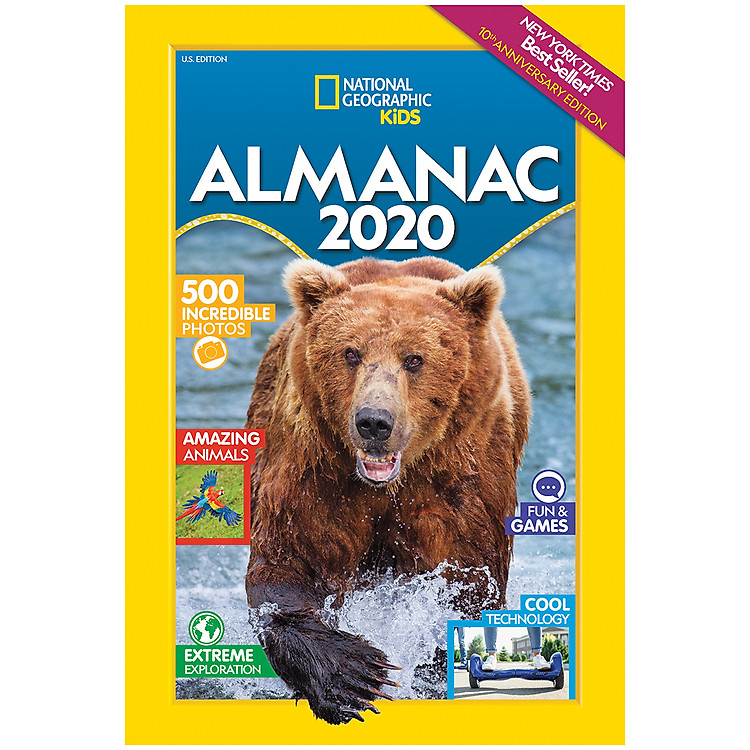 U.S. EDITION
NEW YORK TIMES
Best Seller!
10th ANNIVERSARY EDITION
NATIONAL
GEOGRAPHIC
KiDS
ALMANAC
2020
500
INCREDIBLE
PHOTOS
AMAZING
ANIMALS
FUN &
GAMES
COOL
TECHNOLOGY
EXTREME
EXPLORATION